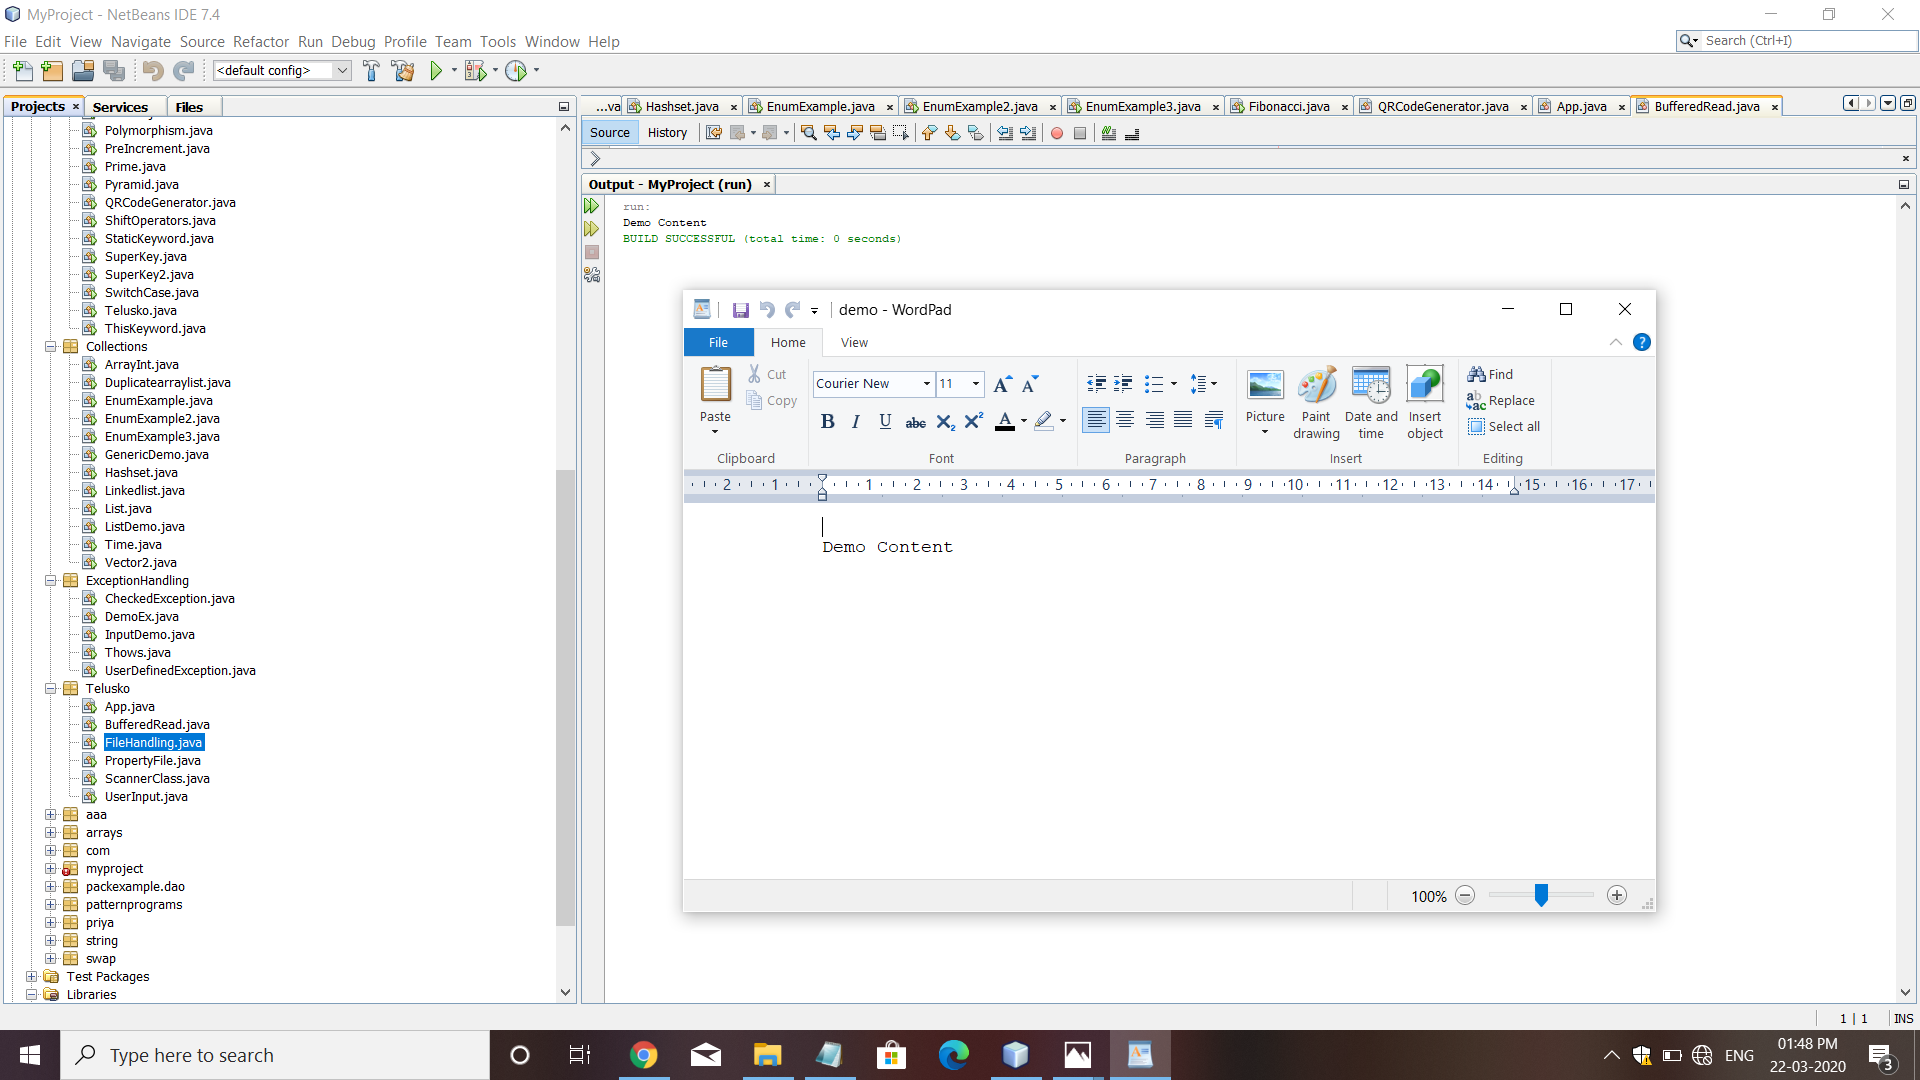 MyProject - NetBeans IDE 7.4
File Edit View Navigate Source Refactor Run Debug Profile Team Tools Window Help
Search (Ctrl+I)
<default config>
Projects
Services
Files
Polymorphism.java
PreIncrement.java
Prime.java
Pyramid.java
QRCodeGenerator.java
ShiftOperators.java
StaticKeyword.java
SuperKey.java
SuperKey2.java
SwitchCase.java
Telusko.java
ThisKeyword.java
Collections
ArrayInt.java
Duplicatearraylist.java
EnumExample.java
EnumExample2.java
EnumExample3.java
GenericDemo.java
Hashset.java
Linkedlist.java
List.java
ListDemo.java
Time.java
Vector2.java
ExceptionHandling
CheckedException.java
DemoEx.java
InputDemo.java
Thows.java
UserDefinedException.java
Telusko
App.java
BufferedRead.java
FileHandling.java
PropertyFile.java
ScannerClass.java
UserInput.java
aaa
arrays
com
myproject
packexample.dao
patternprograms
priya
string
swap
Test Packages
Libraries
...va Hashset.java EnumExample.java EnumExample2.java EnumExample3.java Fibonacci.java QRCodeGenerator.java App.java BufferedRead.java
Source History
Output - MyProject (run)
run:
Demo Content
BUILD SUCCESSFUL (total time: 0 seconds)
demo - WordPad
File Home View
Paste
Cut
Copy
Clipboard
Courier New 11
B I U abc X2 X2 A
Font
Paragraph
Picture
Paint drawing
Date and time
Insert object
Insert
Find
Replace
Select all
Editing
2 1 1 2 3 4 5 6 7 8 9 10 11 12 13 14 15 16 17
Demo Content
100%
1 | 1 INS
Type here to search
ENG
01:48 PM
22-03-2020
3